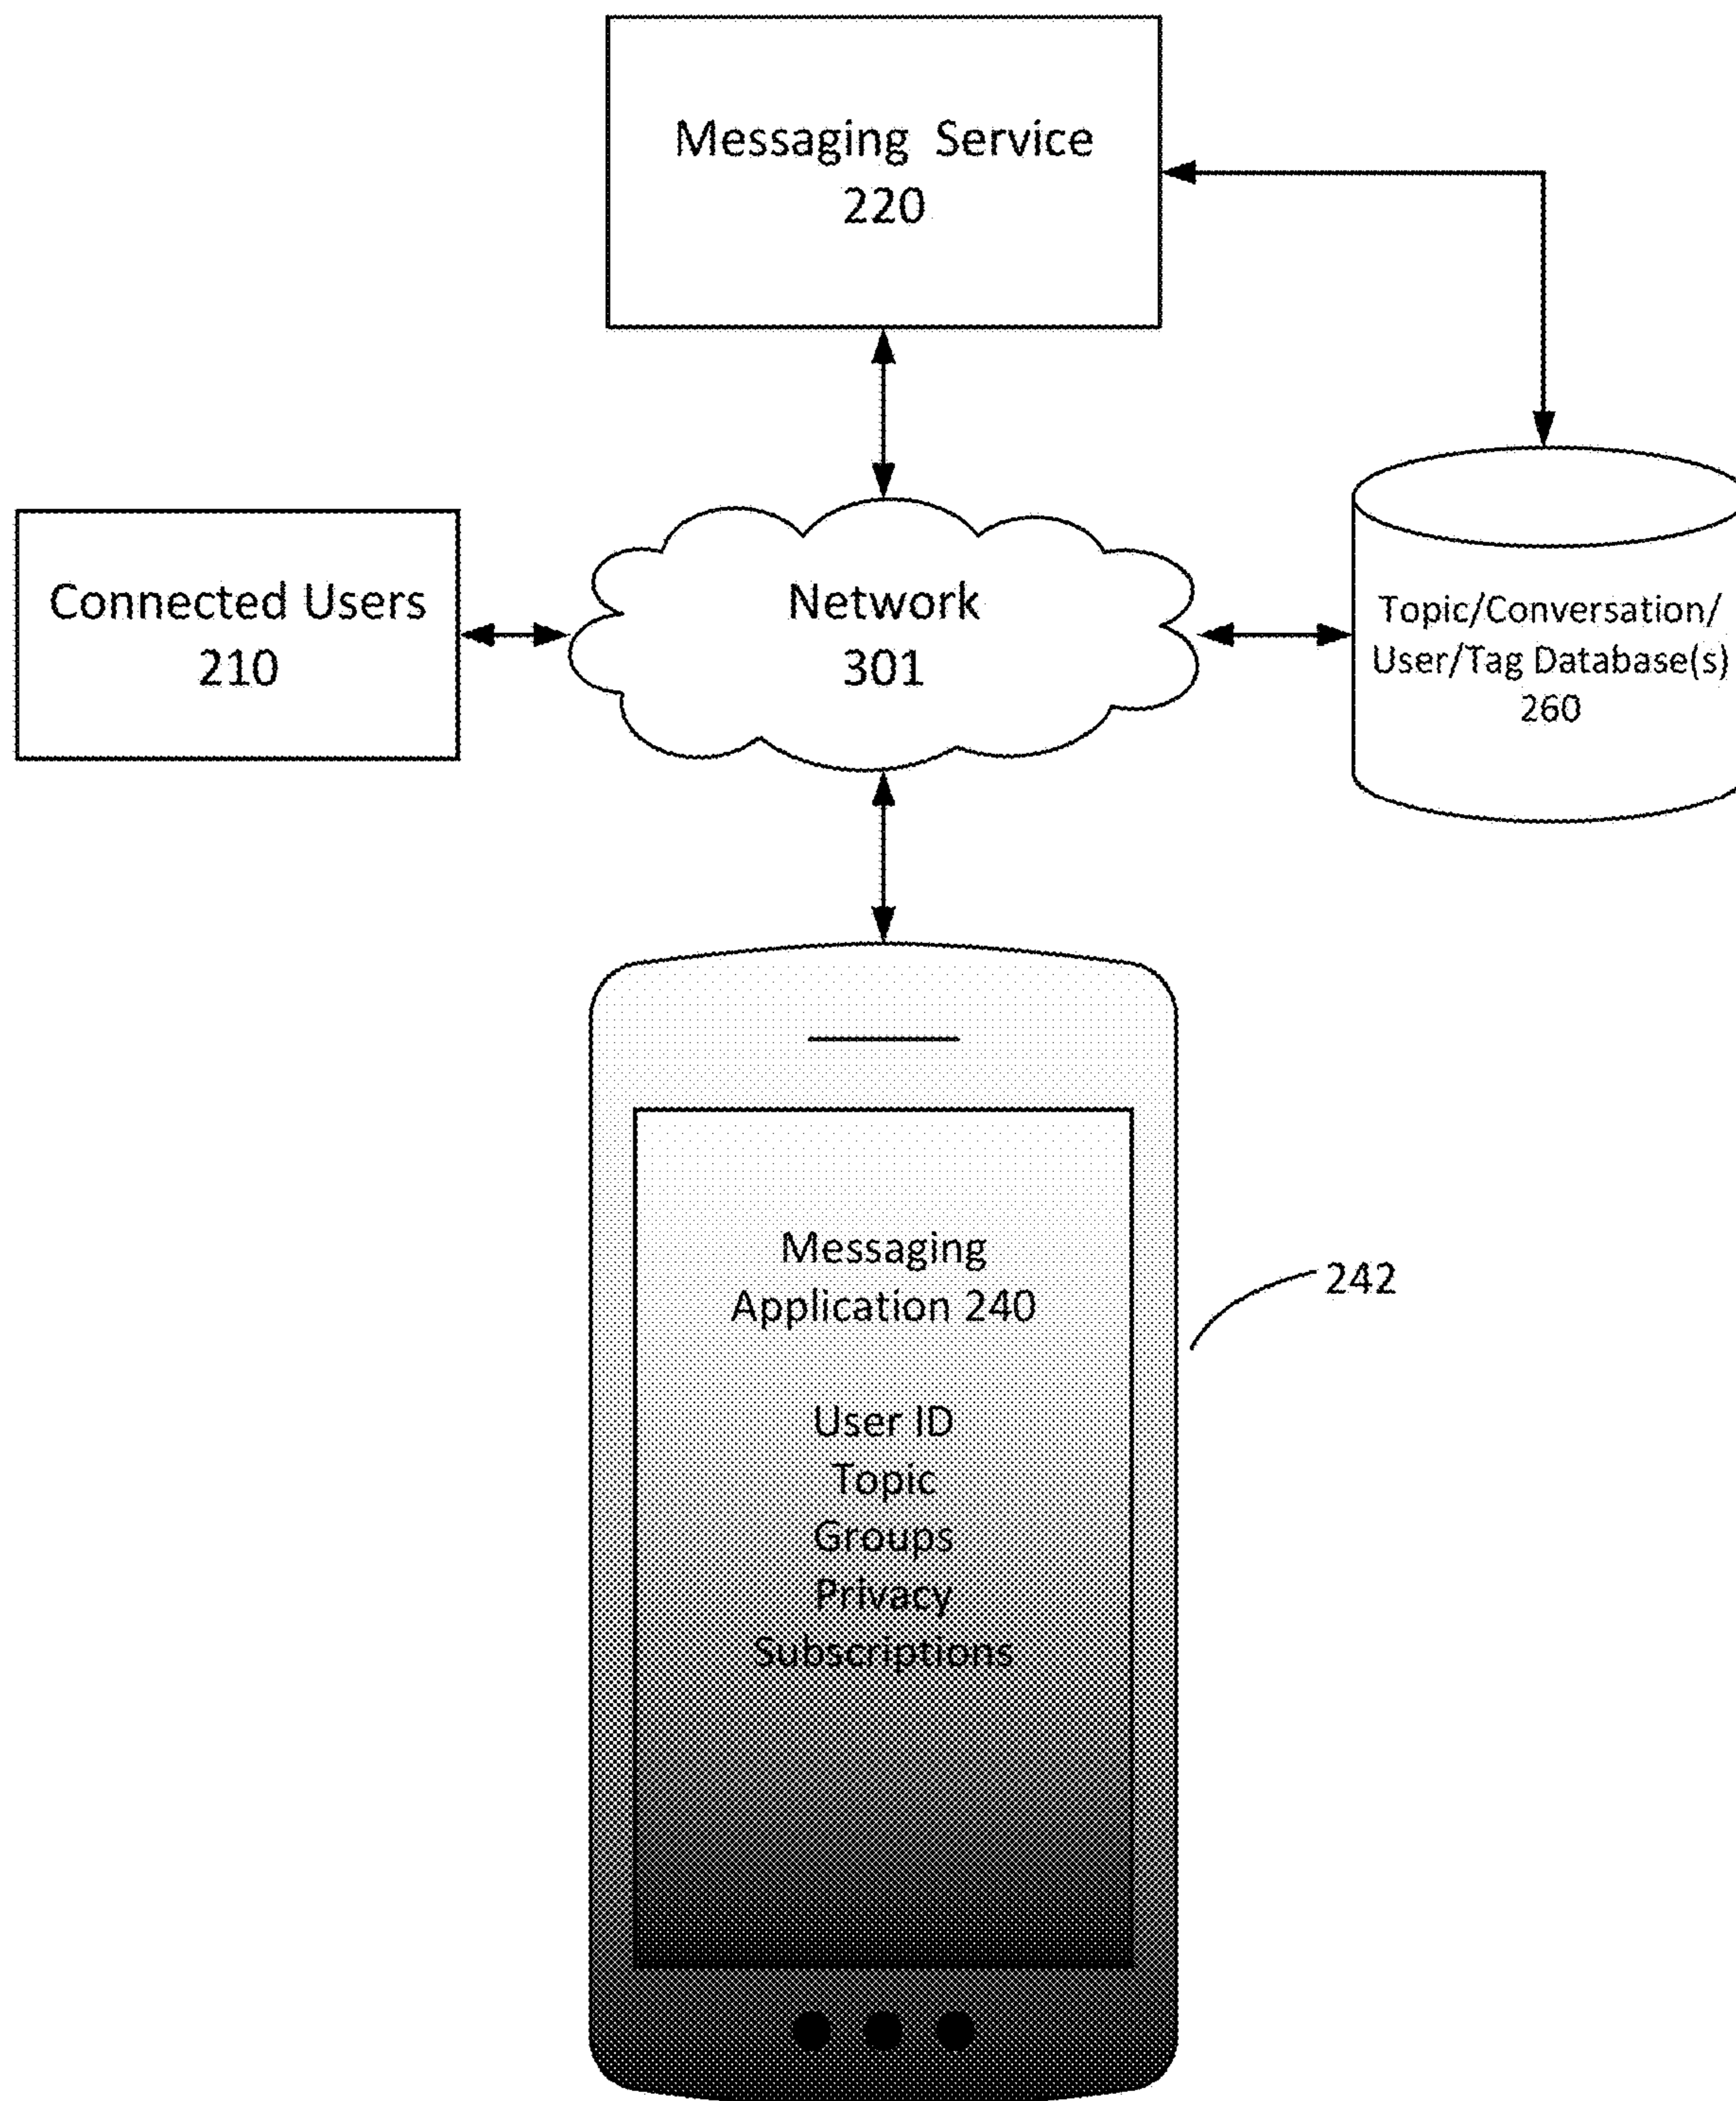 Messaging Service
220
Connected Users
210
Network
301
Topic/Conversation/
User/Tag Database(s)
260
Messaging
Application 240
User ID
Topic
Groups
Privacy
Subscriptions
242